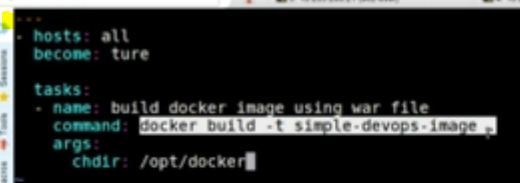 ---
- hosts: all
  become: ture

  tasks:
  - name: build docker image using war file
    command: docker build -t simple-devops-image .
    args:
      chdir: /opt/docker
Sessions
Tools